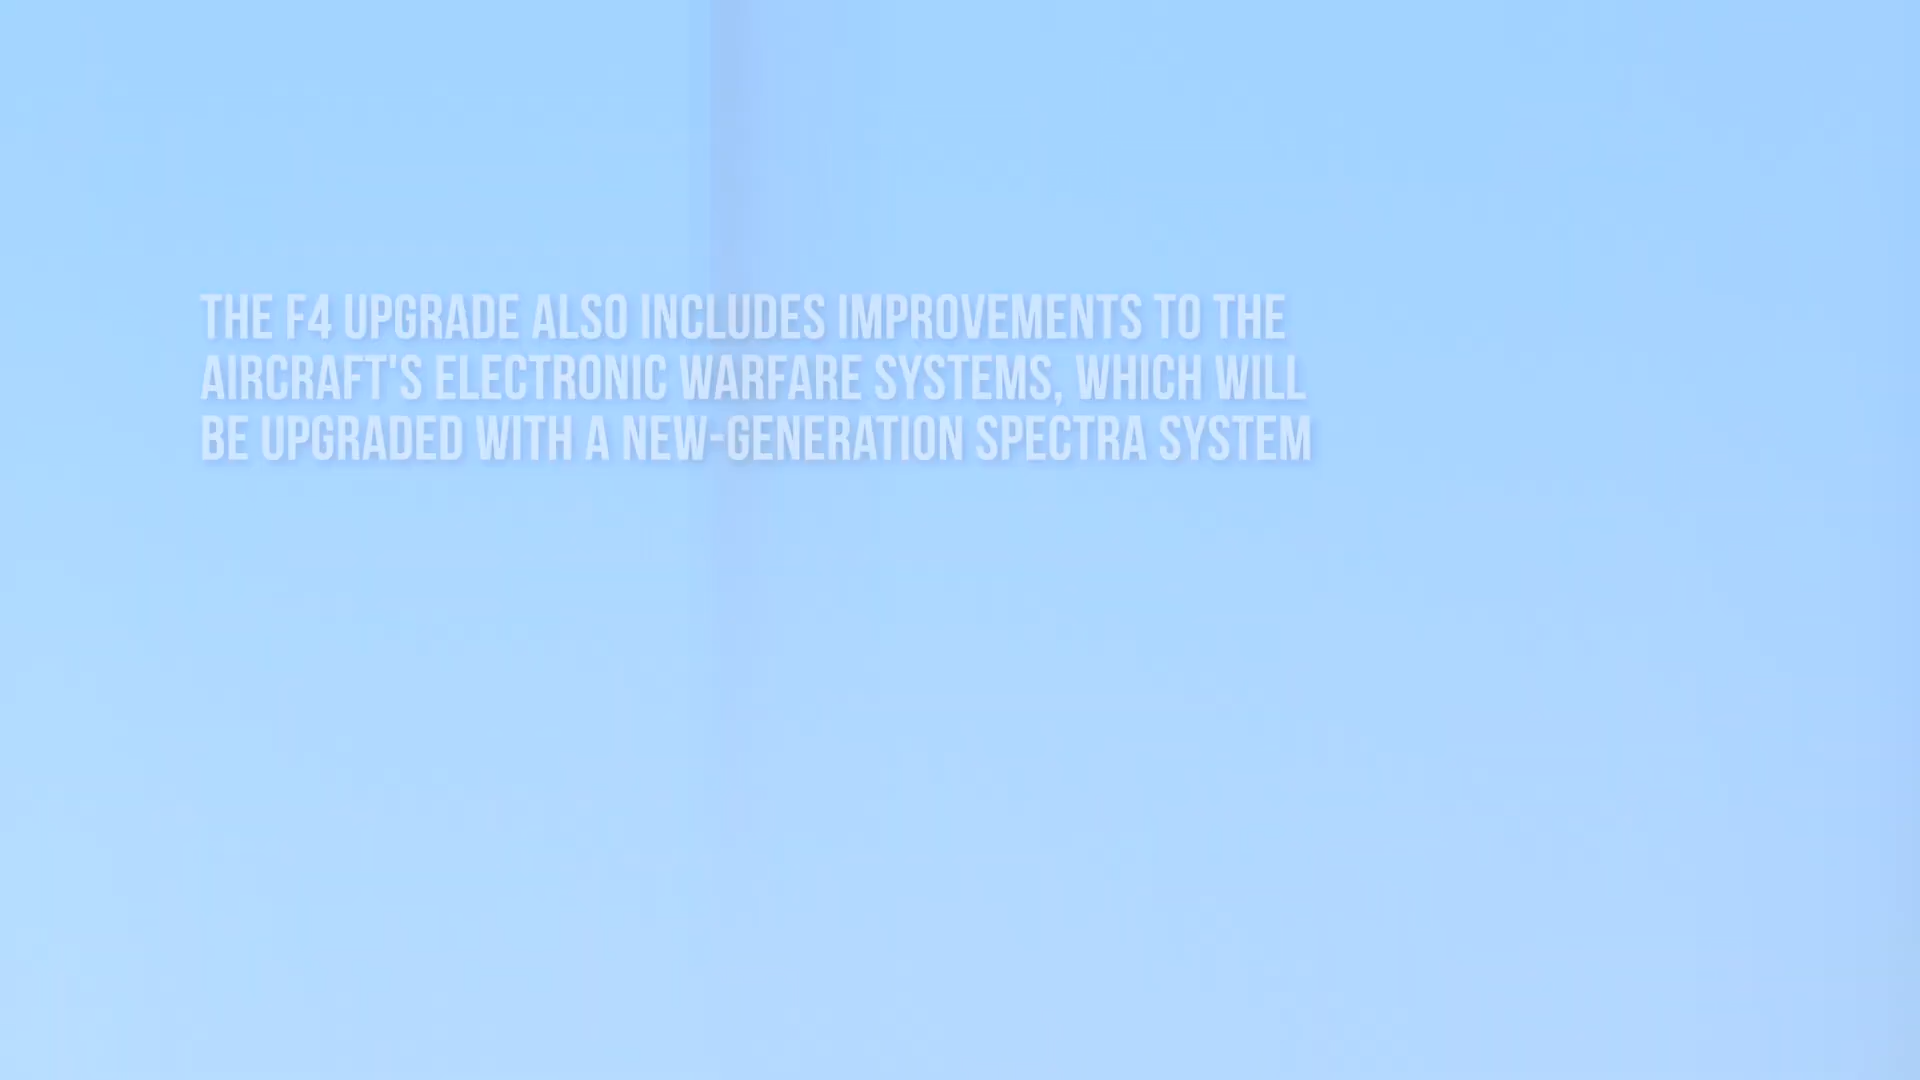 THE F4 UPGRADE ALSO INCLUDES IMPROVEMENTS TO THE
AIRCRAFT'S ELECTRONIC WARFARE SYSTEMS, WHICH WILL
BE UPGRADED WITH A NEW-GENERATION SPECTRA SYSTEM